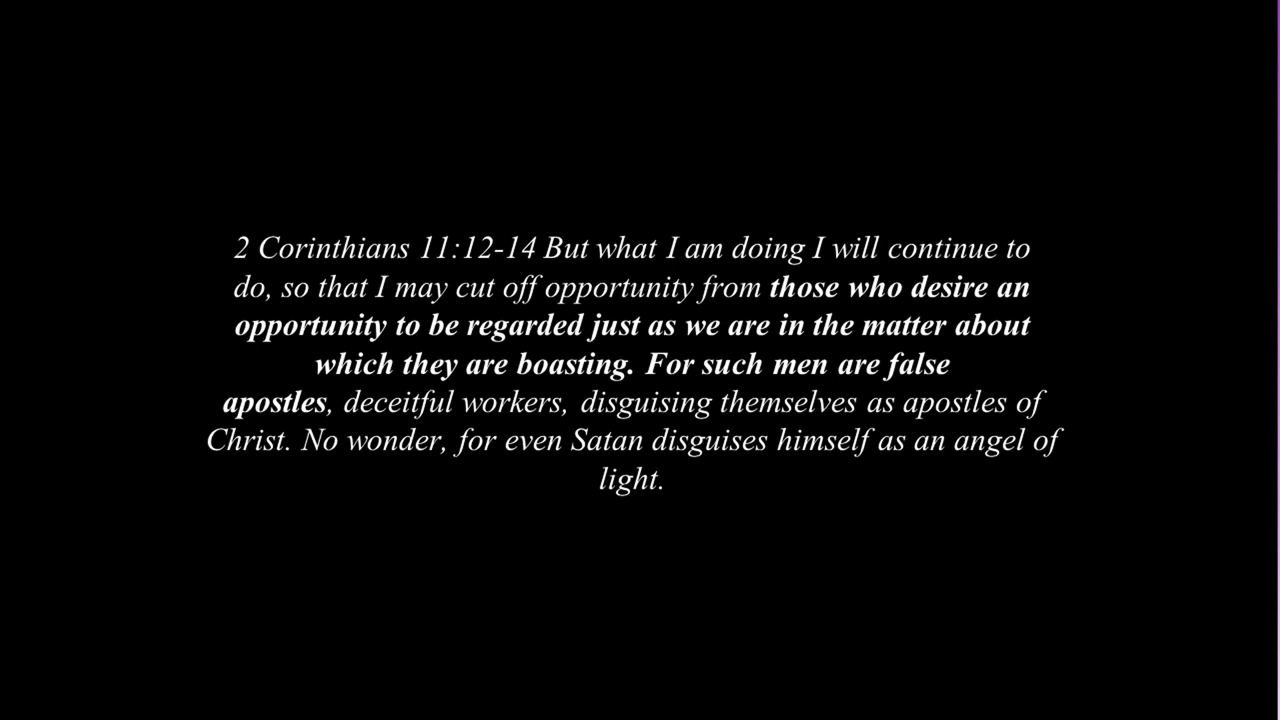 2 Corinthians 11:12-14 But what I am doing I will continue to
do, so that I may cut off opportunity from those who desire an
opportunity to be regarded just as we are in the matter about
which they are boasting. For such men are false
apostles, deceitful workers, disguising themselves as apostles of
Christ. No wonder, for even Satan disguises himself as an angel of
light.